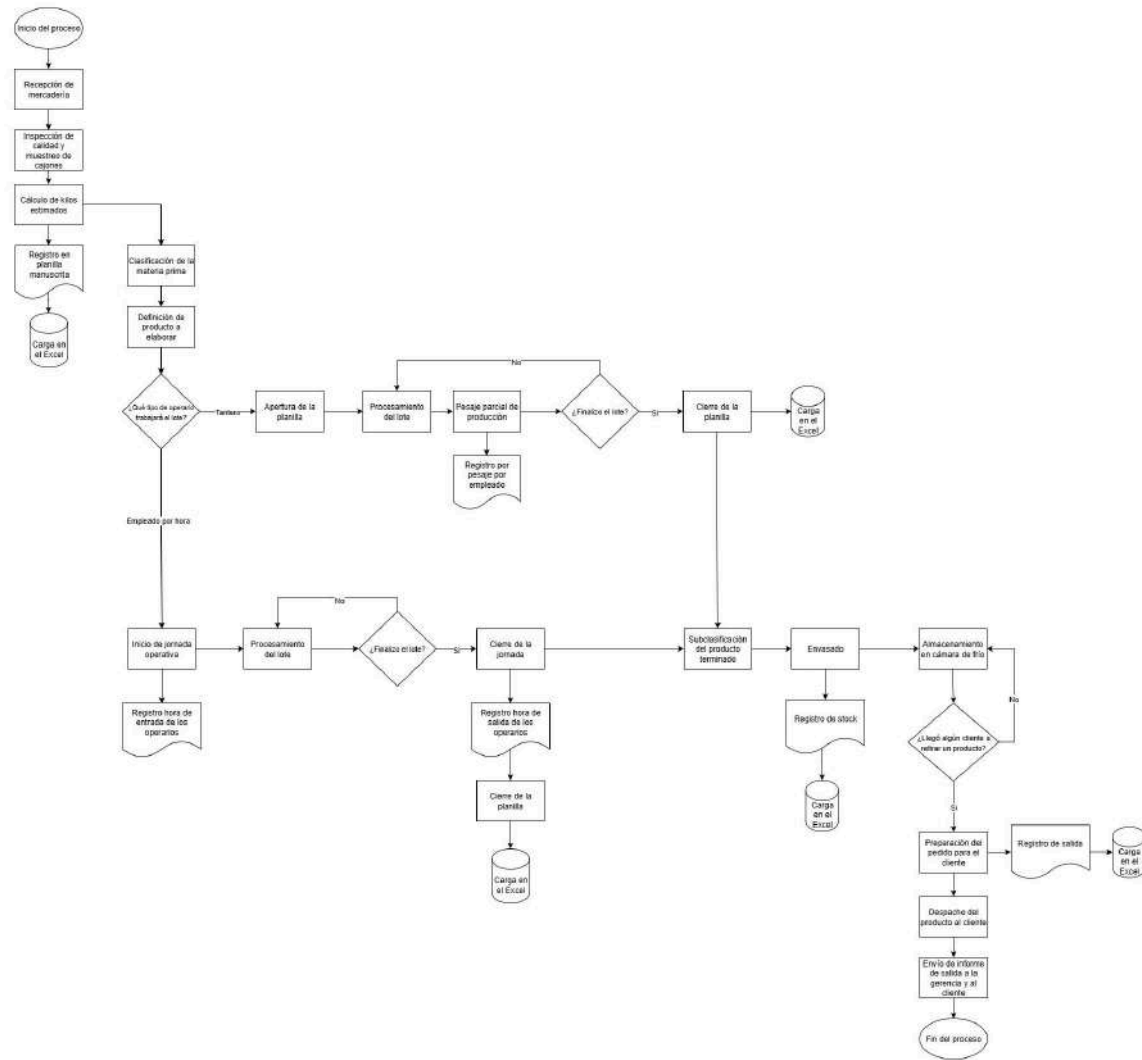 Inicio del proceso
Recepción de
mercadería
Inspección de
calidad y
muestreo de
cajones
Cálculo de kilos
estimados
Registro en
planilla
manuscrita
Carga en
el Excel
Clasificación de la
materia prima
Definición de
producto a
elaborar
¿Qué tipo de operario
trabajará el lote?
Tantero
Apertura de la
planilla
Procesamiento
del lote
Pesaje parcial de
producción
Registro por
pesaje por
empleado
No
¿Finalizo el lote?
Si
Cierre de la
planilla
Carga
en el
Excel
Empleado por hora
Inicio de jornada
operativa
Registro hora de
entrada de los
operarios
Procesamiento
del lote
No
¿Finalizo el lote?
Si
Cierre de la
jornada
Registro hora de
salida de los
operarios
Cierre de la
planilla
Carga en
el Excel
Subclasificación
del producto
terminado
Envasado
Registro de stock
Carga
en el
Excel
Almacenamiento
en cámara de frío
No
¿Llegó algún cliente a
retirar un producto?
Si
Preparación del
pedido para el
cliente
Registro de salida
Carga
en el
Excel
Despacho del
producto al cliente
Envío de informe
de salida a la
gerencia y al
cliente
Fin del proceso